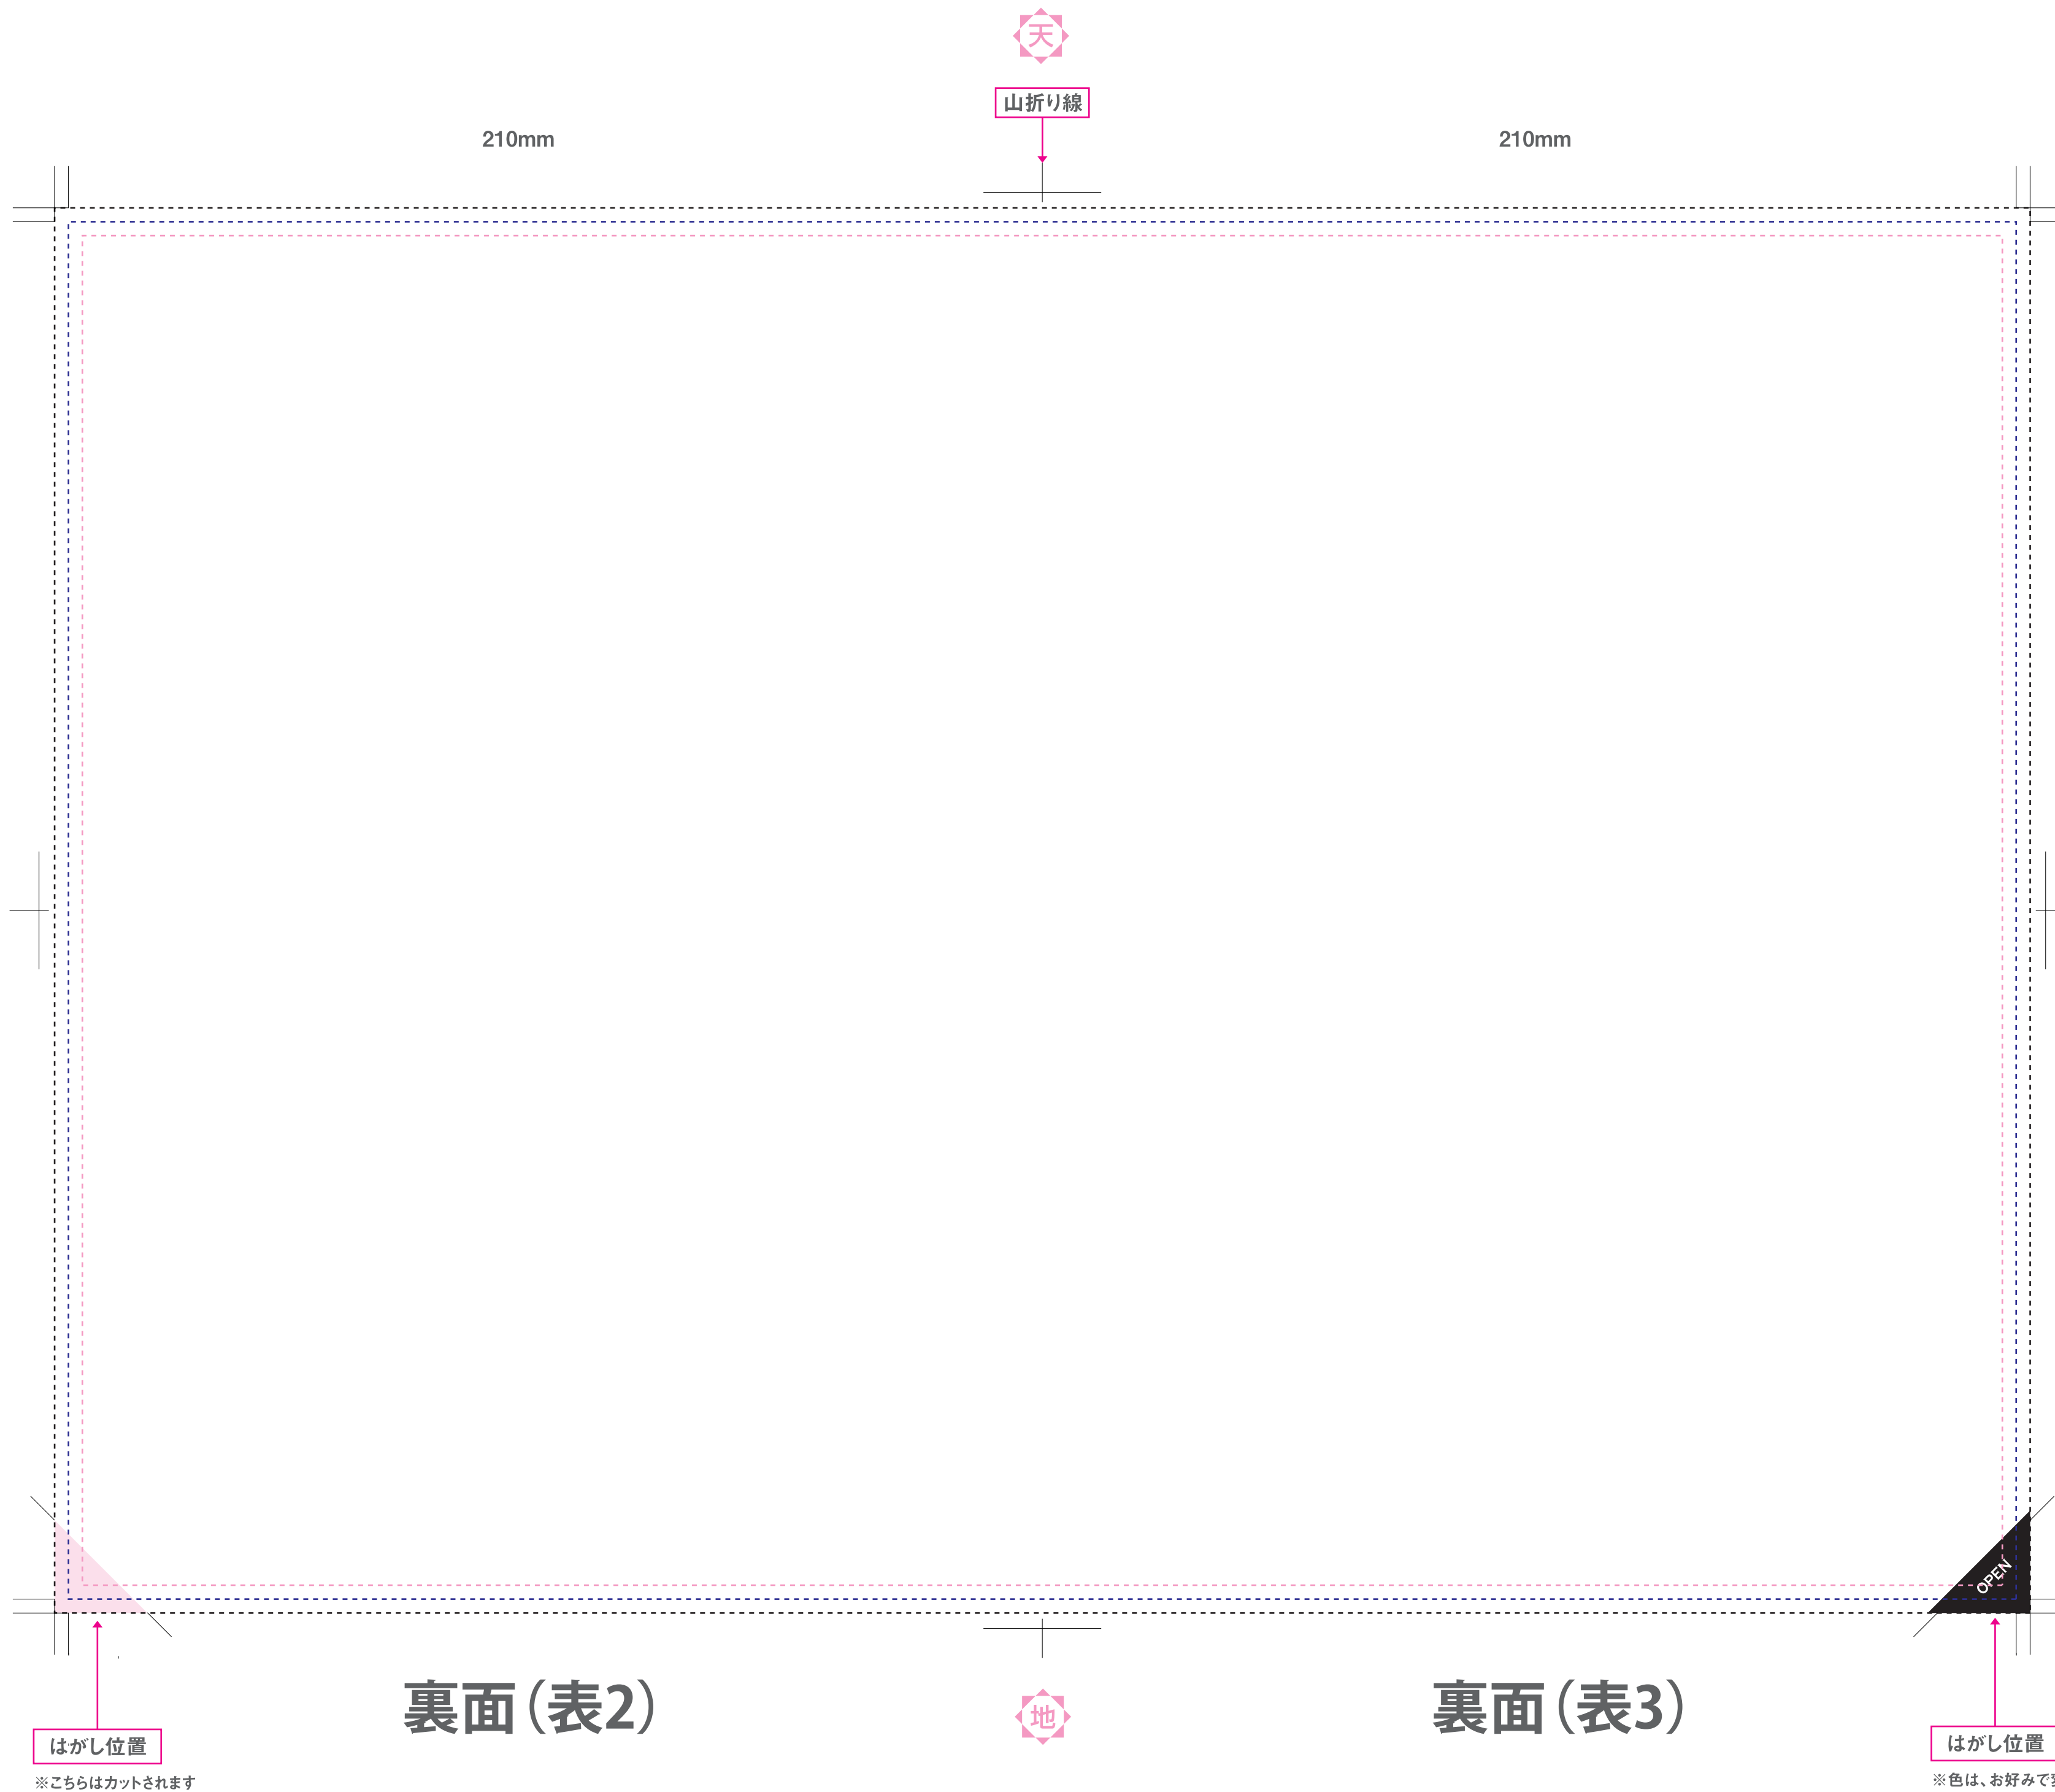 天
山折り線
210mm
210mm
OPEN
裏面（表2）
地
裏面（表3）
はがし位置
はがし位置
※こちらはカットされます
※色は、お好みで